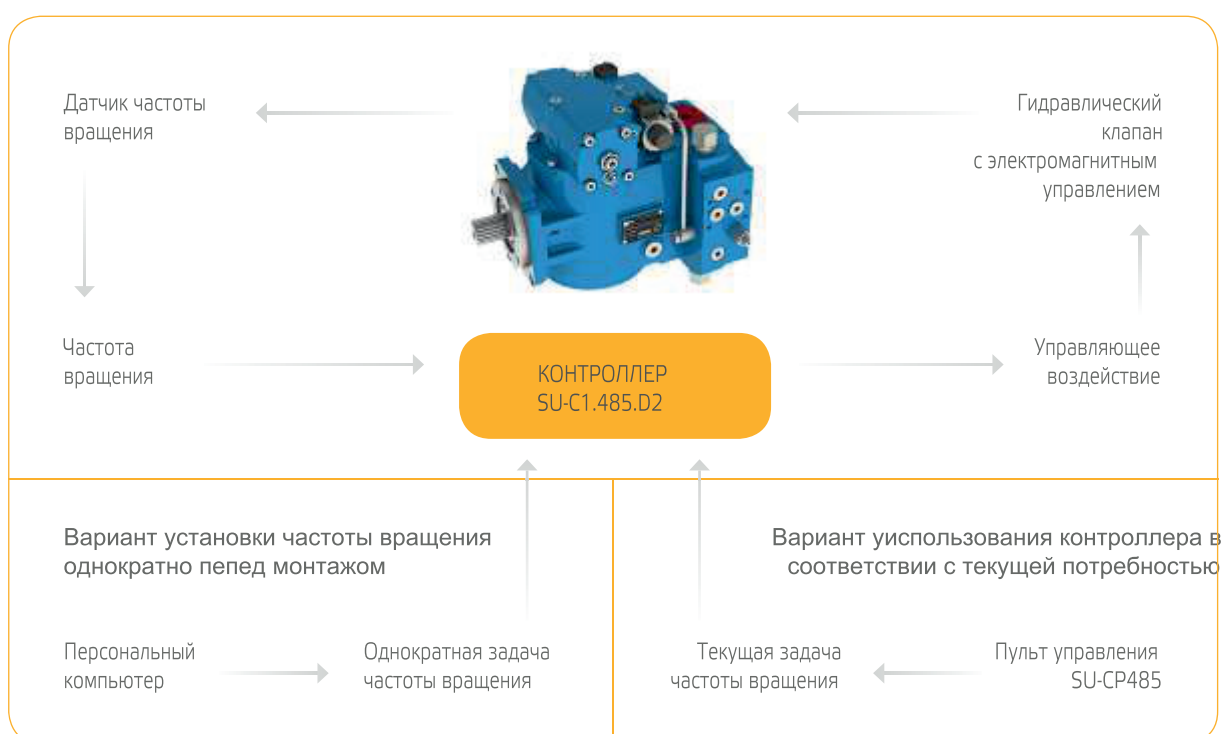 Датчик частоты
вращения
Гидравлический
клапан
с электромагнитным
управлением
Частота
вращения
КОНТРОЛЛЕР
SU-C1.485.D2
Управляющее
воздействие
Вариант установки частоты вращения
однократно пепед монтажом
Вариант уиспользования контроллера в
соответствии с текущей потребностью
Персональный
компьютер
Однократная задача
частоты вращения
Текущая задача
частоты вращения
Пульт управления
SU-CP485